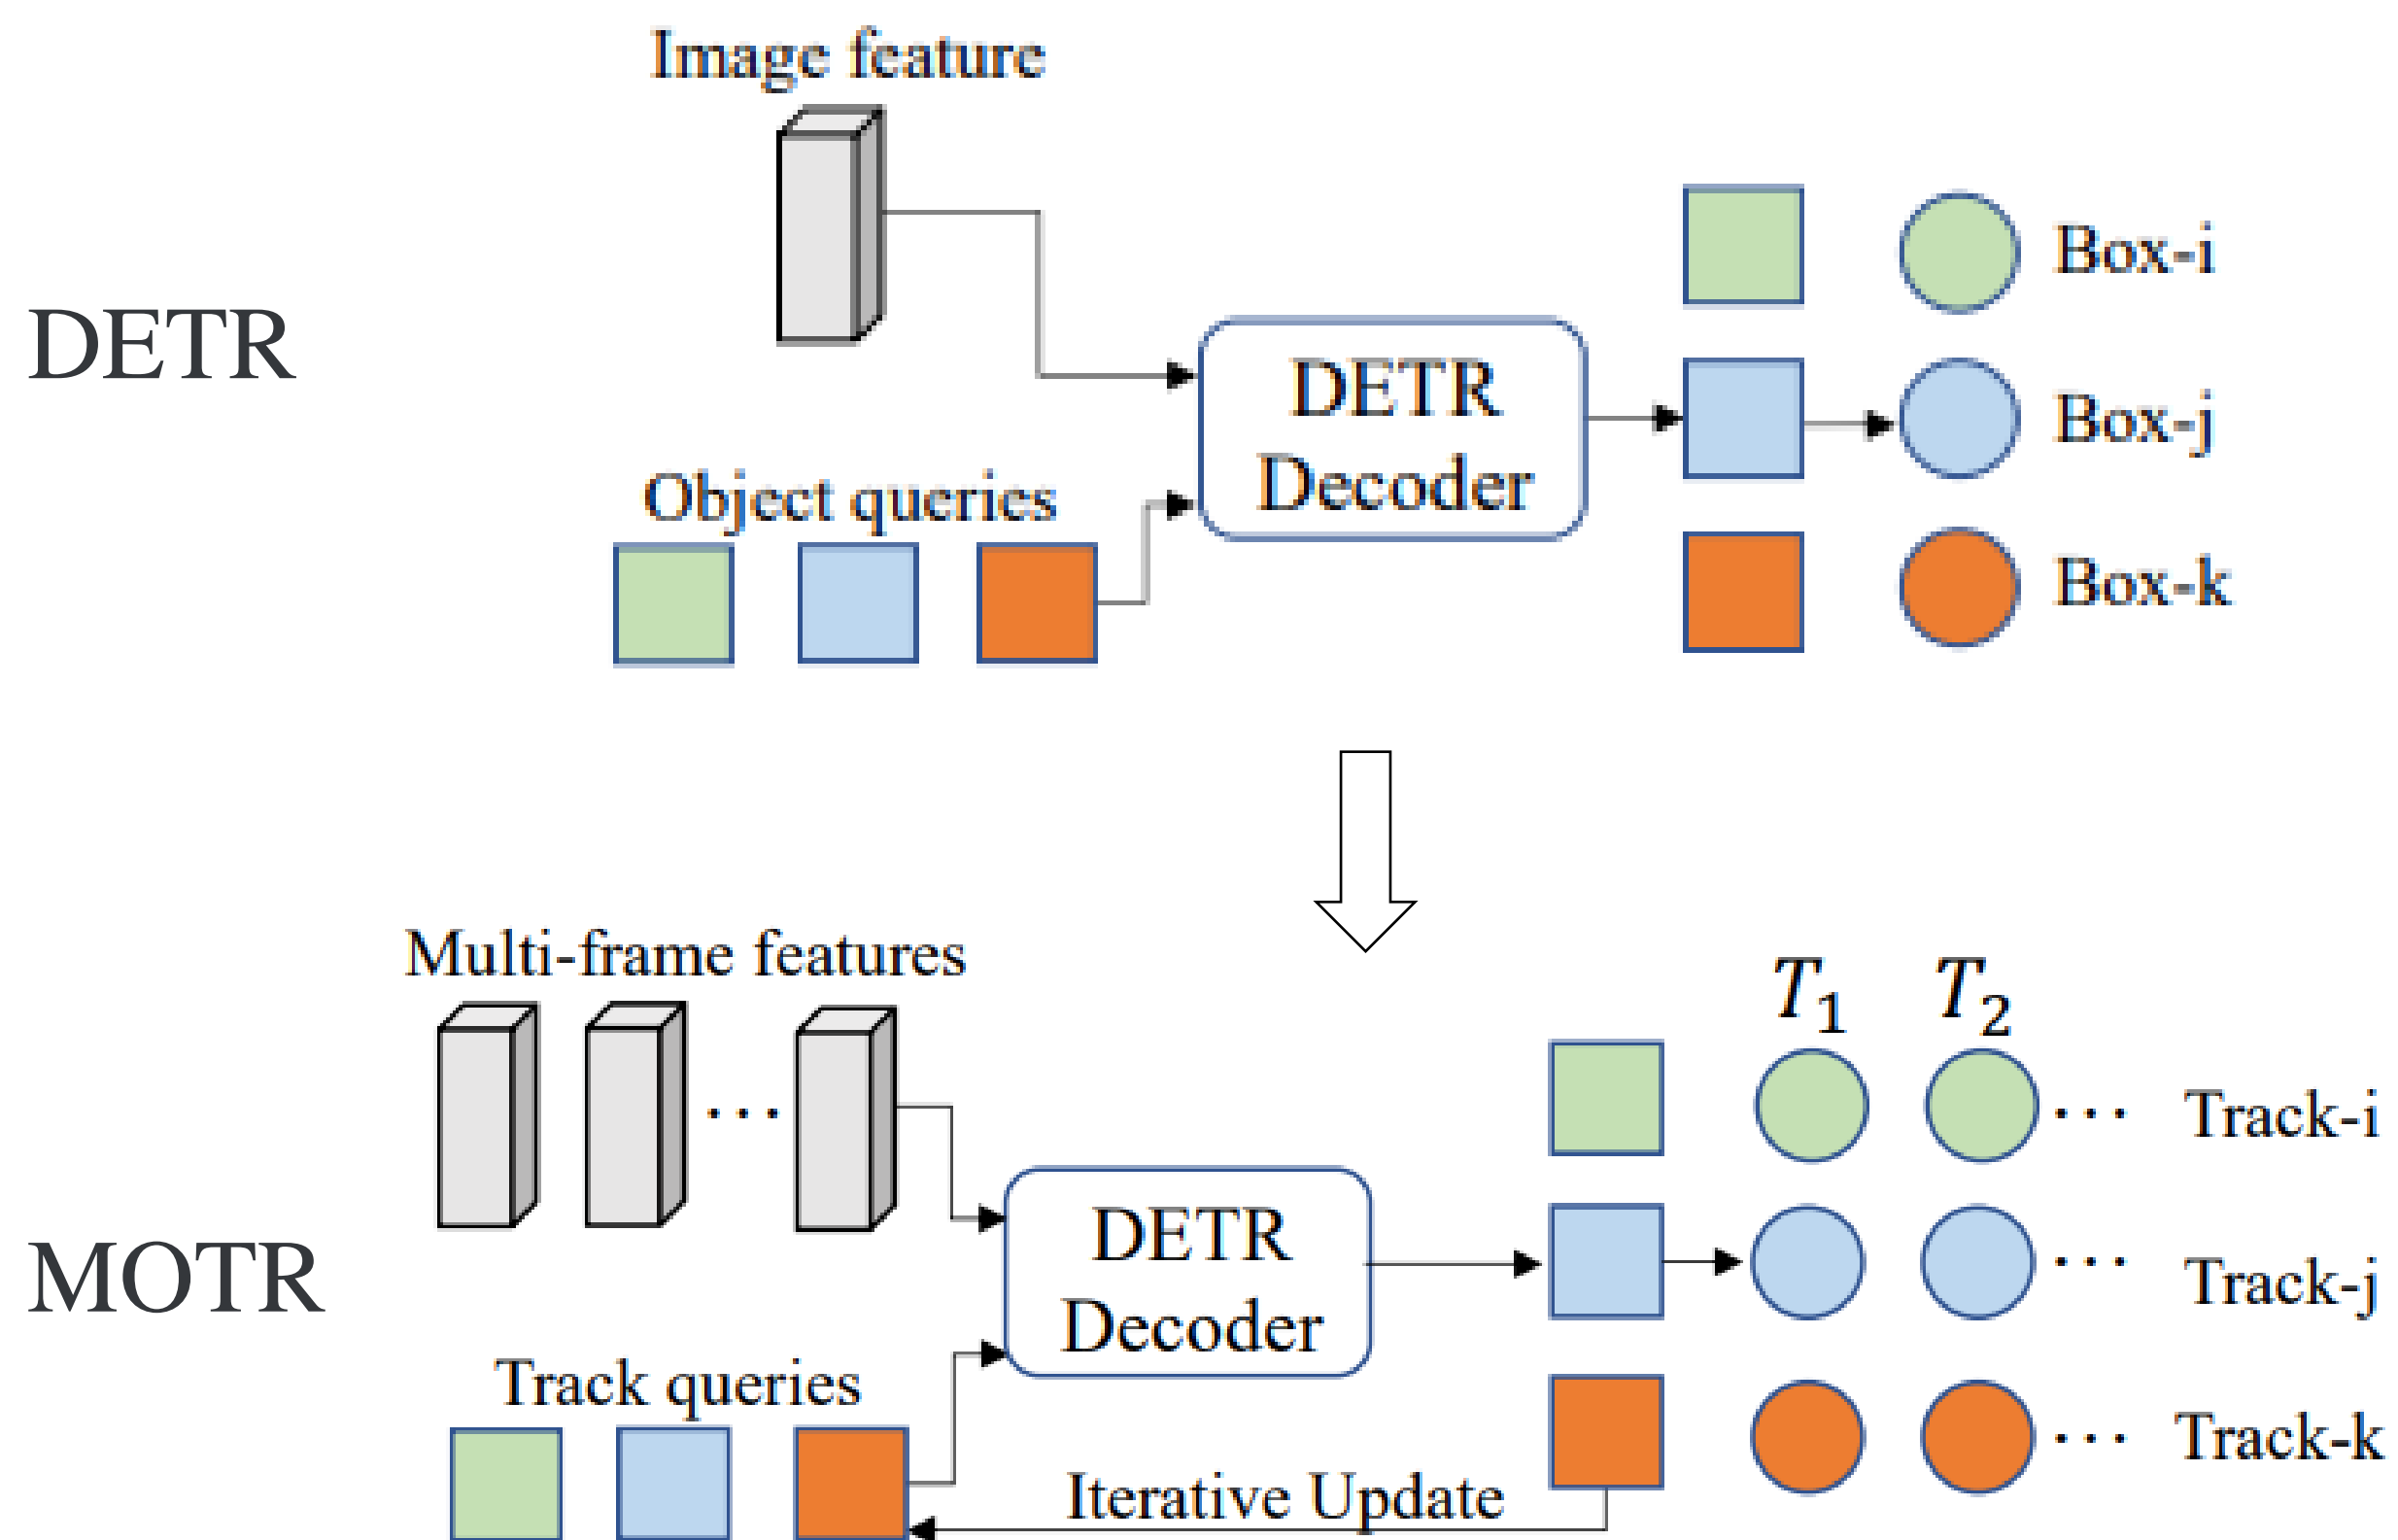 Image feature
DETR
Box-i
DETR
Decoder
Box-j
Object queries
Box-k
Multi-frame features
T1 T2
Track-i
MOTR
DETR
Decoder
Track-j
Track queries
Track-k
Iterative Update